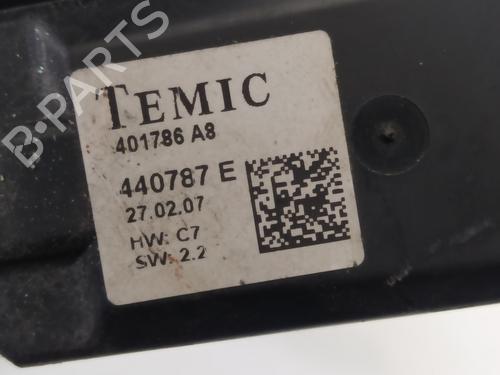 B-PARTS
TEMIC
401786 A8
440787 E
27.02.07
HW: C7
SW: 2.2